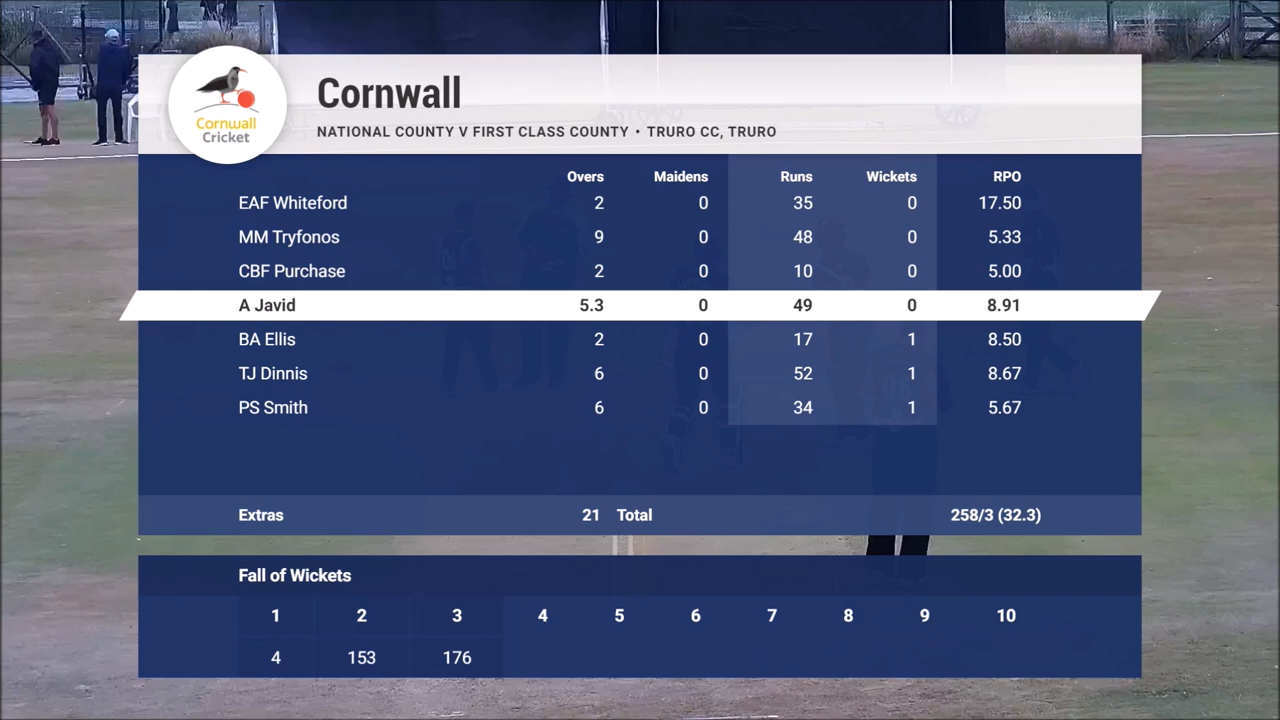 Cornwall
Cricket
Cornwall
NATIONAL COUNTY V FIRST CLASS COUNTY • TRURO CC, TRURO
Overs Maidens Runs Wickets RPO
EAF Whiteford 2 0 35 0 17.50
MM Tryfonos 9 0 48 0 5.33
CBF Purchase 2 0 10 0 5.00
A Javid 5.3 0 49 0 8.91
BA Ellis 2 0 17 1 8.50
TJ Dinnis 6 0 52 1 8.67
PS Smith 6 0 34 1 5.67
Extras 21 Total 258/3 (32.3)
Fall of Wickets
1 2 3 4 5 6 7 8 9 10
4 153 176